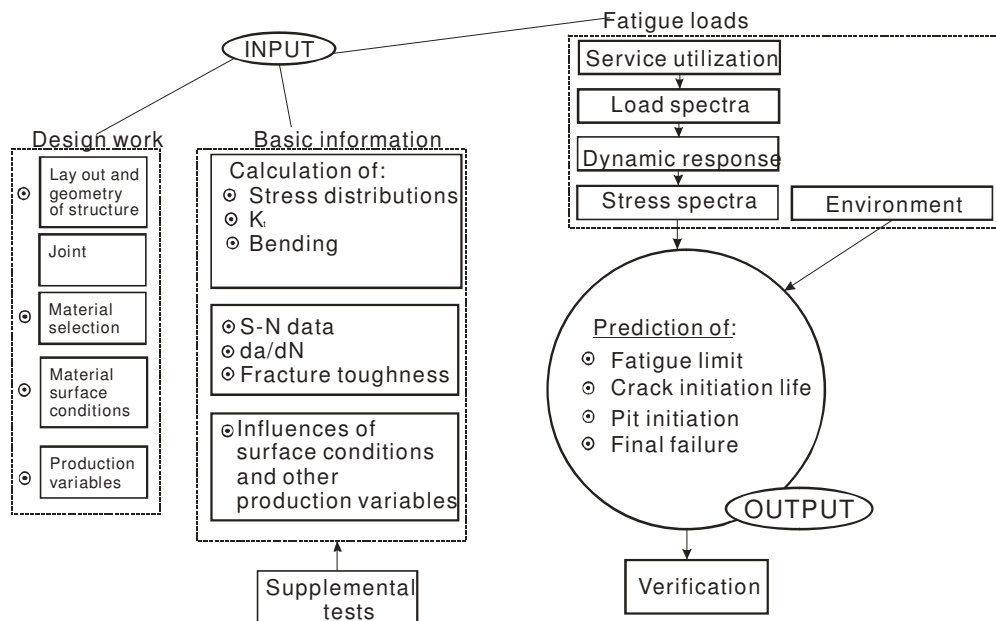 INPUT
Design work
Lay out and
geometry
of structure
Joint
Material
selection
Material
surface
conditions
Production
variables
Basic information
Calculation of:
Stress distributions
Kt
Bending
S-N data
da/dN
Fracture toughness
Influences of
surface conditions
and other
production variables
Supplemental
tests
Fatigue loads
Service utilization
Load spectra
Dynamic response
Stress spectra
Environment
Prediction of:
Fatigue limit
Crack initiation life
Pit initiation
Final failure
OUTPUT
Verification